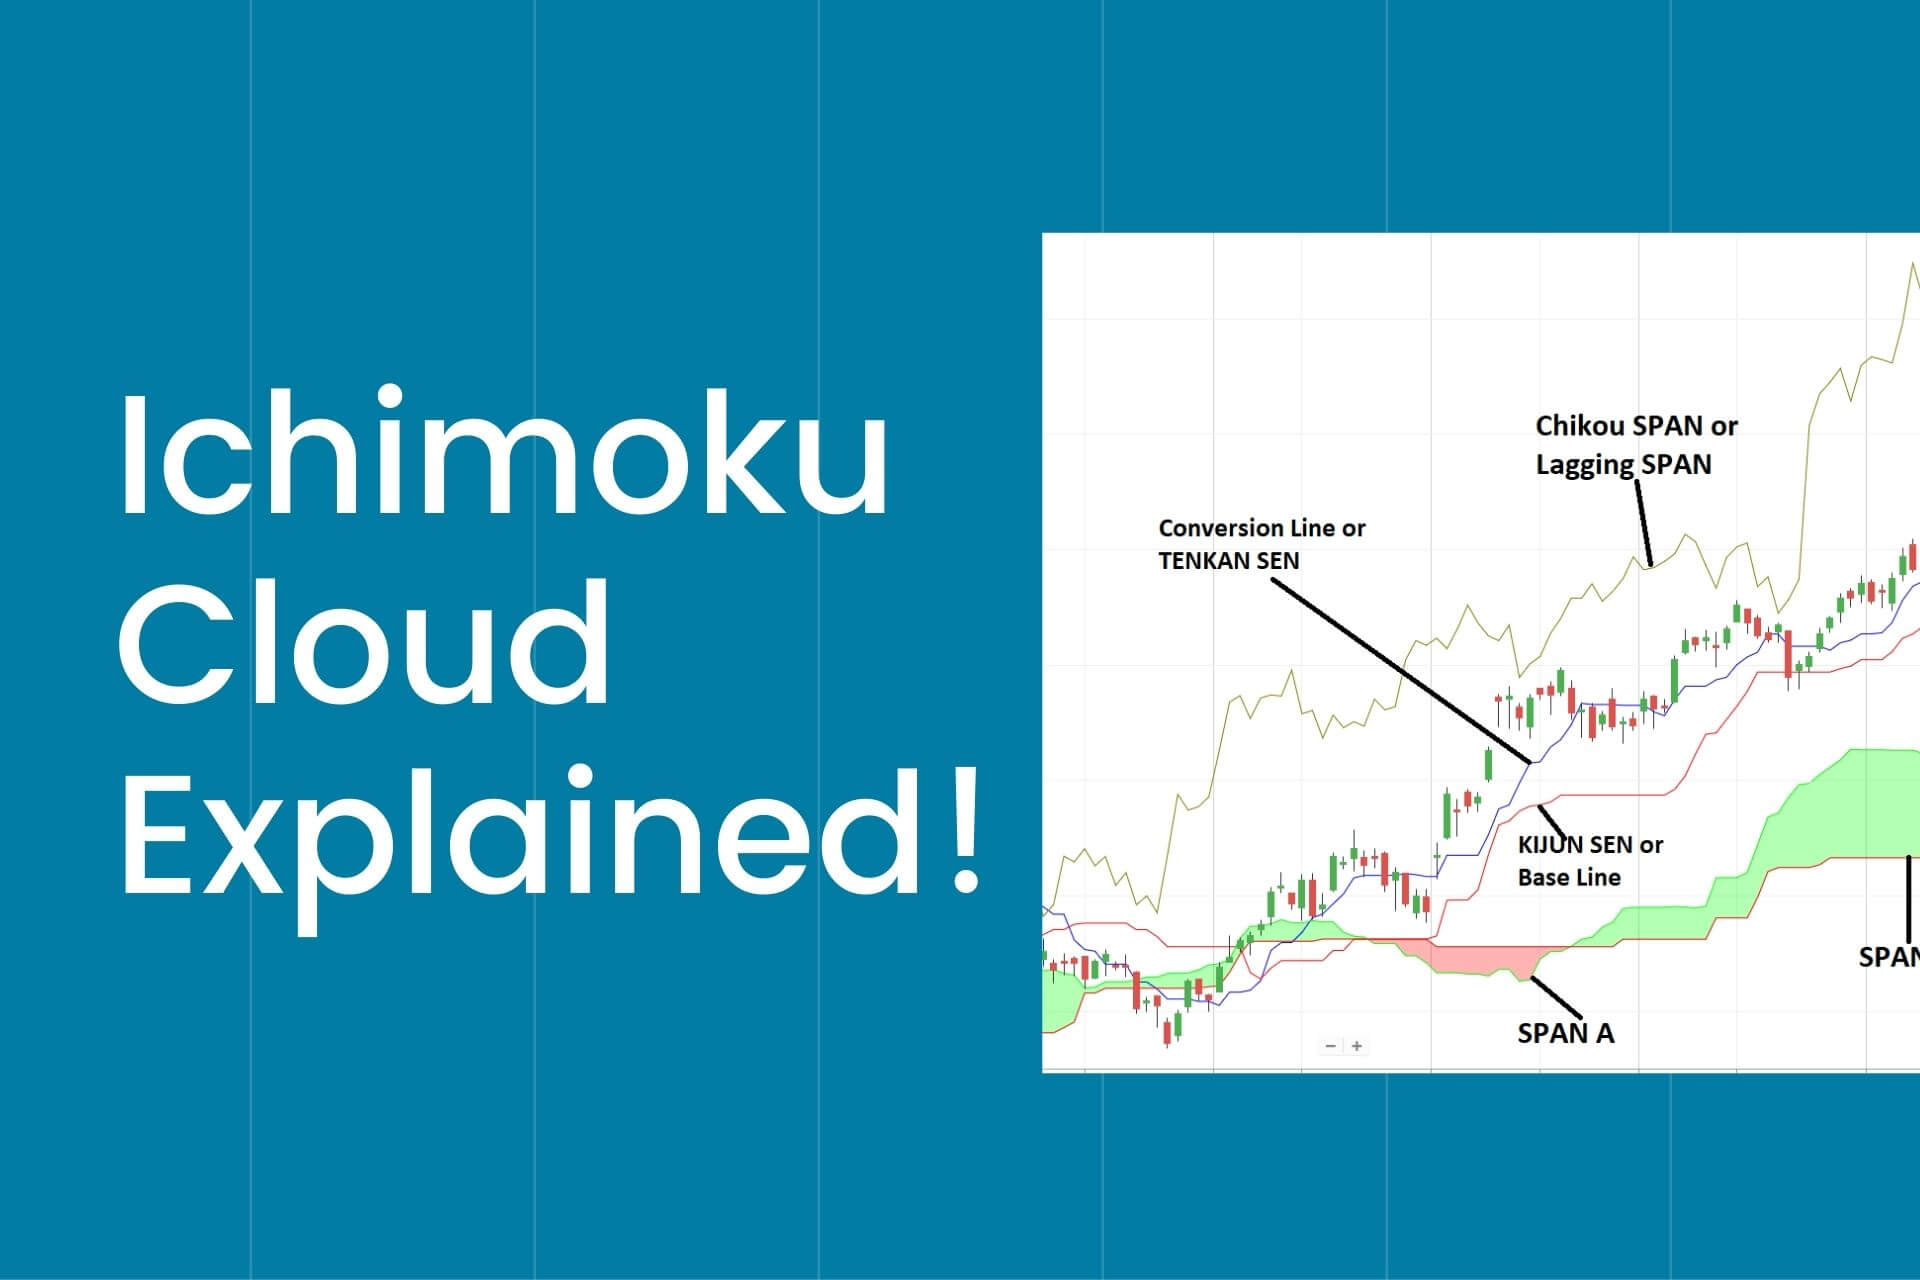 Ichimoku
Cloud
Explained!
Chikou SPAN or
Lagging SPAN
Conversion Line or
TENKAN SEN
KIJUN SEN or
Base Line
SPAN
SPAN A
− +